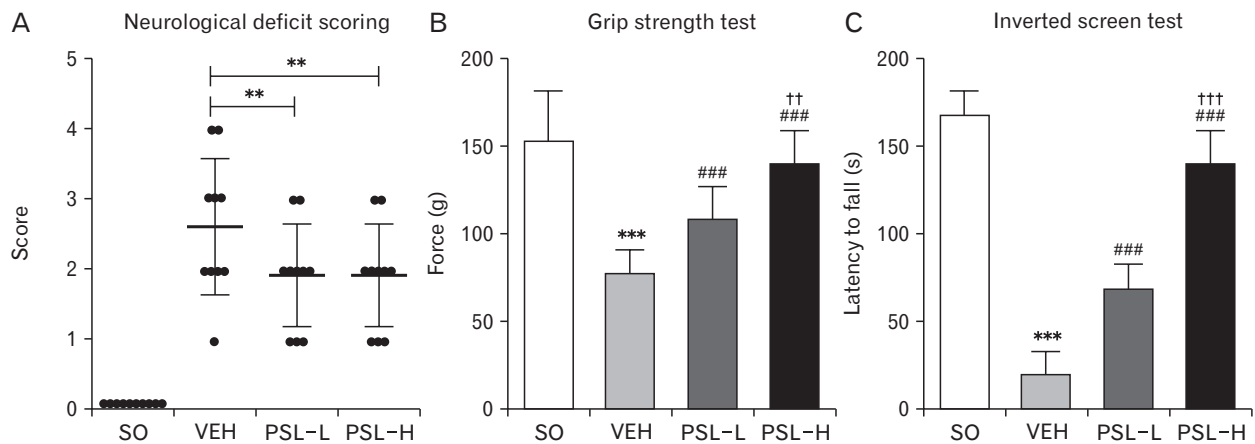 A
Neurological deficit scoring
Score
5
4
3
2
1
0
**
**
SO
VEH
PSL-L
PSL-H
B
Grip strength test
Force (g)
200
150
100
50
0
***
###
††
###
SO
VEH
PSL-L
PSL-H
C
Inverted screen test
Latency to fall (s)
200
150
100
50
0
***
###
†††
###
SO
VEH
PSL-L
PSL-H